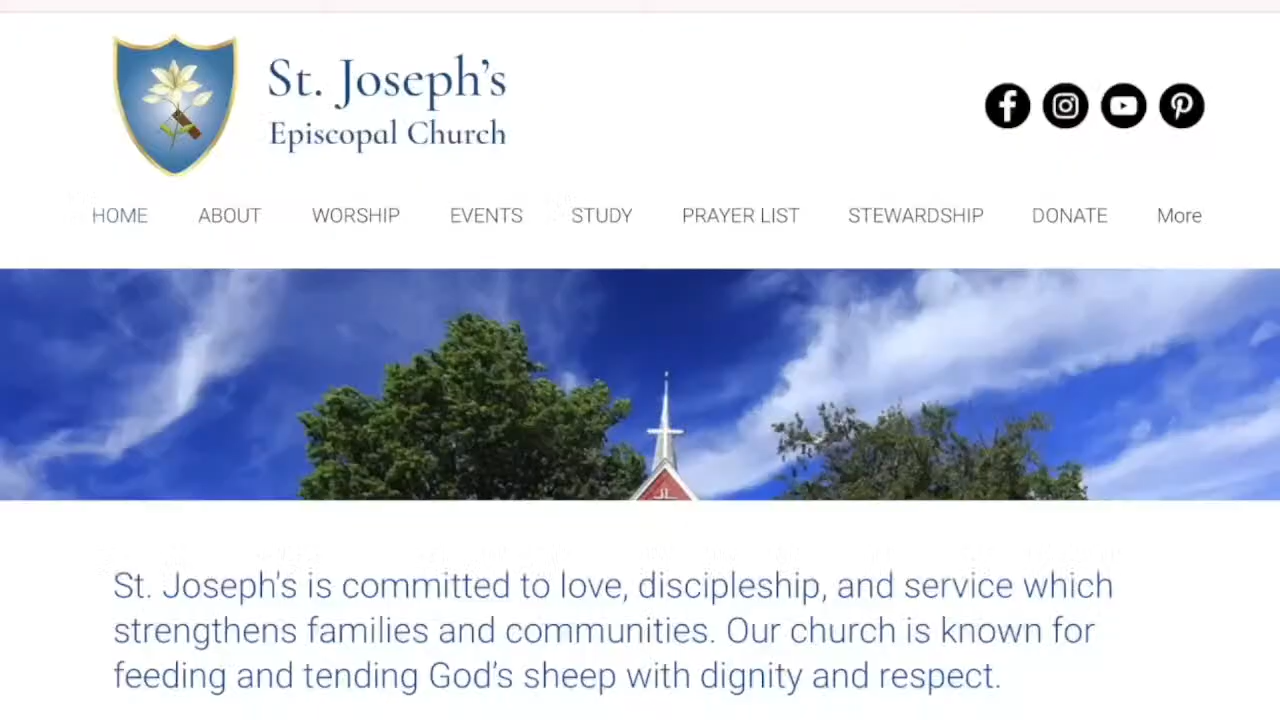 St. Joseph's
Episcopal Church
HOME ABOUT WORSHIP EVENTS STUDY PRAYER LIST STEWARDSHIP DONATE More
St. Joseph's is committed to love, discipleship, and service which
strengthens families and communities. Our church is known for
feeding and tending God's sheep with dignity and respect.